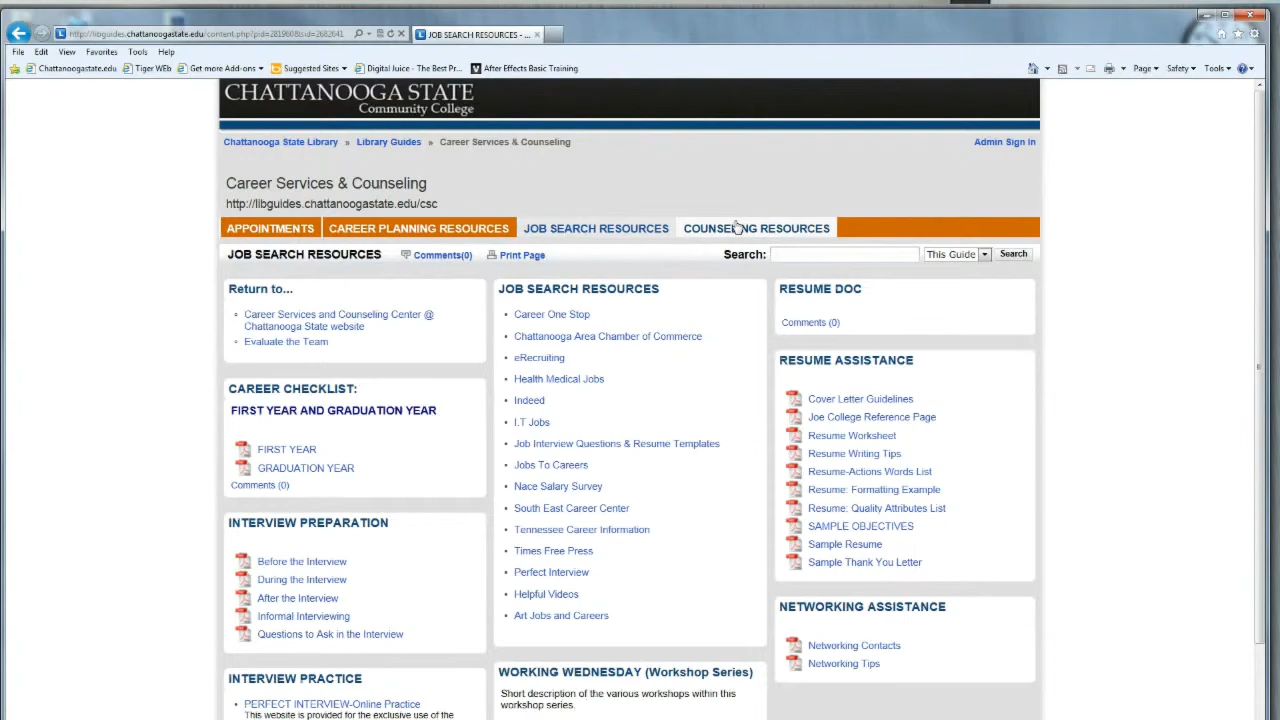 http://libguides.chattanoogastate.edu/content.php?pid=281960&sid=2682641
JOB SEARCH RESOURCES - ...
File Edit View Favorites Tools Help
Chattanoogastate.edu Tiger WEb Get more Add-ons Suggested Sites Digital Juice - The Best Pr... After Effects Basic Training
Page Safety Tools
CHATTANOOGA STATE
Community College
Chattanooga State Library » Library Guides » Career Services & Counseling Admin Sign In
Career Services & Counseling
http://libguides.chattanoogastate.edu/csc
APPOINTMENTS CAREER PLANNING RESOURCES JOB SEARCH RESOURCES COUNSELING RESOURCES
JOB SEARCH RESOURCES Comments(0) Print Page Search: This Guide Search
Return to...
Career Services and Counseling Center @
Chattanooga State website
Evaluate the Team
CAREER CHECKLIST:
FIRST YEAR AND GRADUATION YEAR
FIRST YEAR
GRADUATION YEAR
Comments (0)
INTERVIEW PREPARATION
Before the Interview
During the Interview
After the Interview
Informal Interviewing
Questions to Ask in the Interview
INTERVIEW PRACTICE
PERFECT INTERVIEW-Online Practice
This website is provided for the exclusive use of the
JOB SEARCH RESOURCES
Career One Stop
Chattanooga Area Chamber of Commerce
eRecruiting
Health Medical Jobs
Indeed
I.T Jobs
Job Interview Questions & Resume Templates
Jobs To Careers
Nace Salary Survey
South East Career Center
Tennessee Career Information
Times Free Press
Perfect Interview
Helpful Videos
Art Jobs and Careers
WORKING WEDNESDAY (Workshop Series)
Short description of the various workshops within this
workshop series.
RESUME DOC
Comments (0)
RESUME ASSISTANCE
Cover Letter Guidelines
Joe College Reference Page
Resume Worksheet
Resume Writing Tips
Resume-Actions Words List
Resume: Formatting Example
Resume: Quality Attributes List
SAMPLE OBJECTIVES
Sample Resume
Sample Thank You Letter
NETWORKING ASSISTANCE
Networking Contacts
Networking Tips